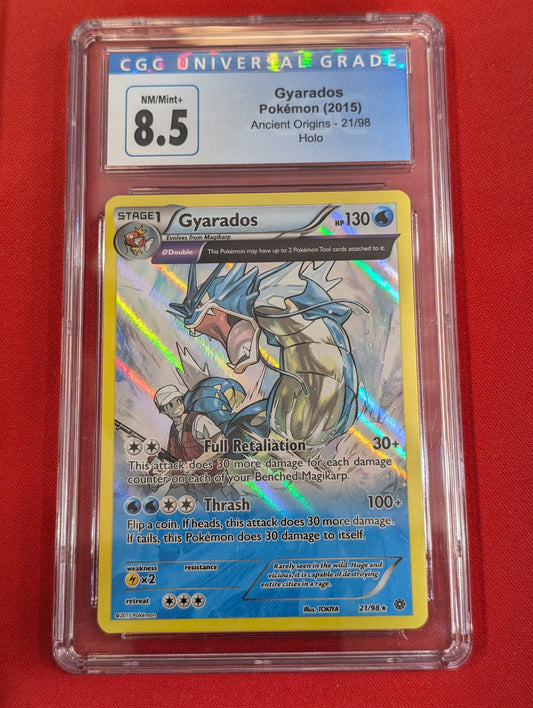 CGC UNIVERSAL GRADE
NM/Mint+
8.5
Gyarados
Pokémon (2015)
Ancient Origins - 21/98
Holo
STAGE1
Gyarados
HP130
Evolves from Magikarp
θDouble
This Pokémon may have up to 2 Pokémon Tool cards attached to it.
Full Retaliation 30+
This attack does 30 more damage for each damage
counter on each of your Benched Magikarp.
Thrash 100+
Flip a coin. If heads, this attack does 30 more damage.
If tails, this Pokémon does 30 damage to itself.
weakness resistance
×2
retreat
Rarely seen in the wild. Huge and
vicious, it is capable of destroying
entire cities in a rage.
©2015 Pokémon
Illus. TOKIYA
21/98★